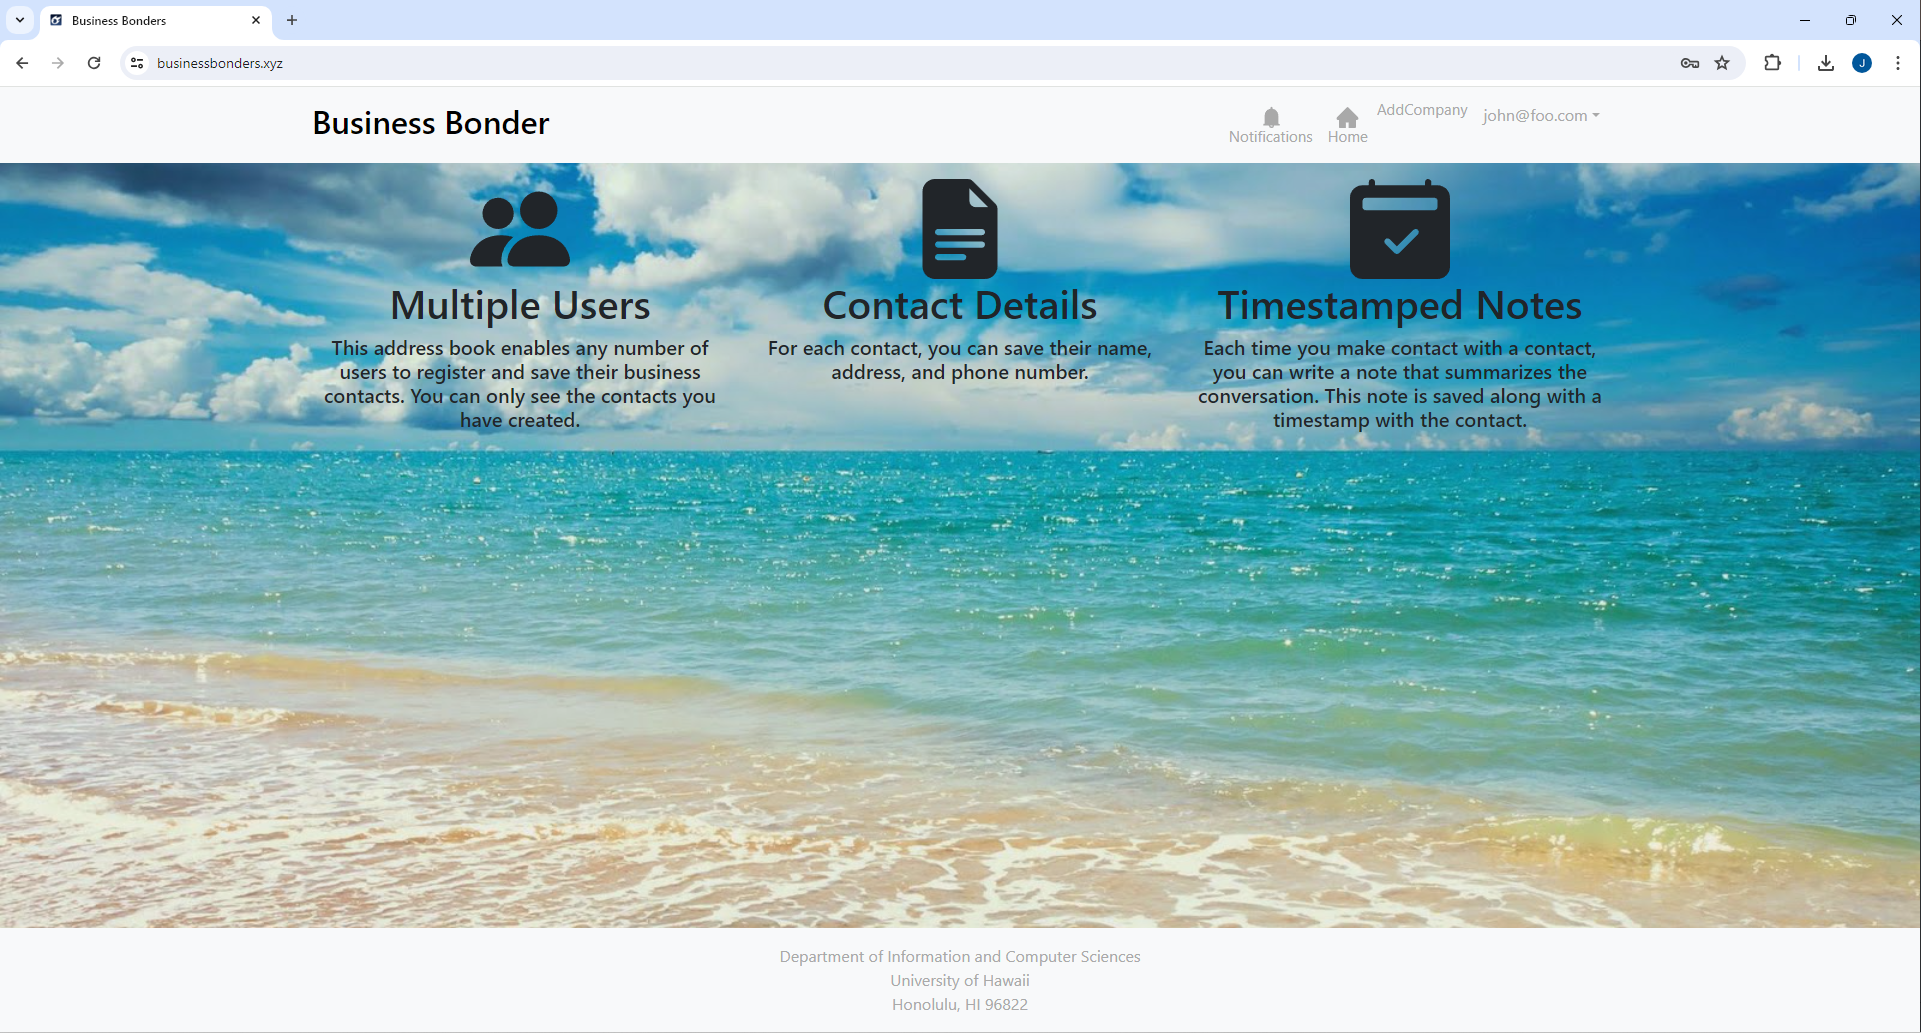 Business Bonders
businessbonders.xyz
J
Business Bonder
Notifications
Home
AddCompany
john@foo.com
Multiple Users
This address book enables any number of
users to register and save their business
contacts. You can only see the contacts you
have created.
Contact Details
For each contact, you can save their name,
address, and phone number.
Timestamped Notes
Each time you make contact with a contact,
you can write a note that summarizes the
conversation. This note is saved along with a
timestamp with the contact.
Department of Information and Computer Sciences
University of Hawaii
Honolulu, HI 96822